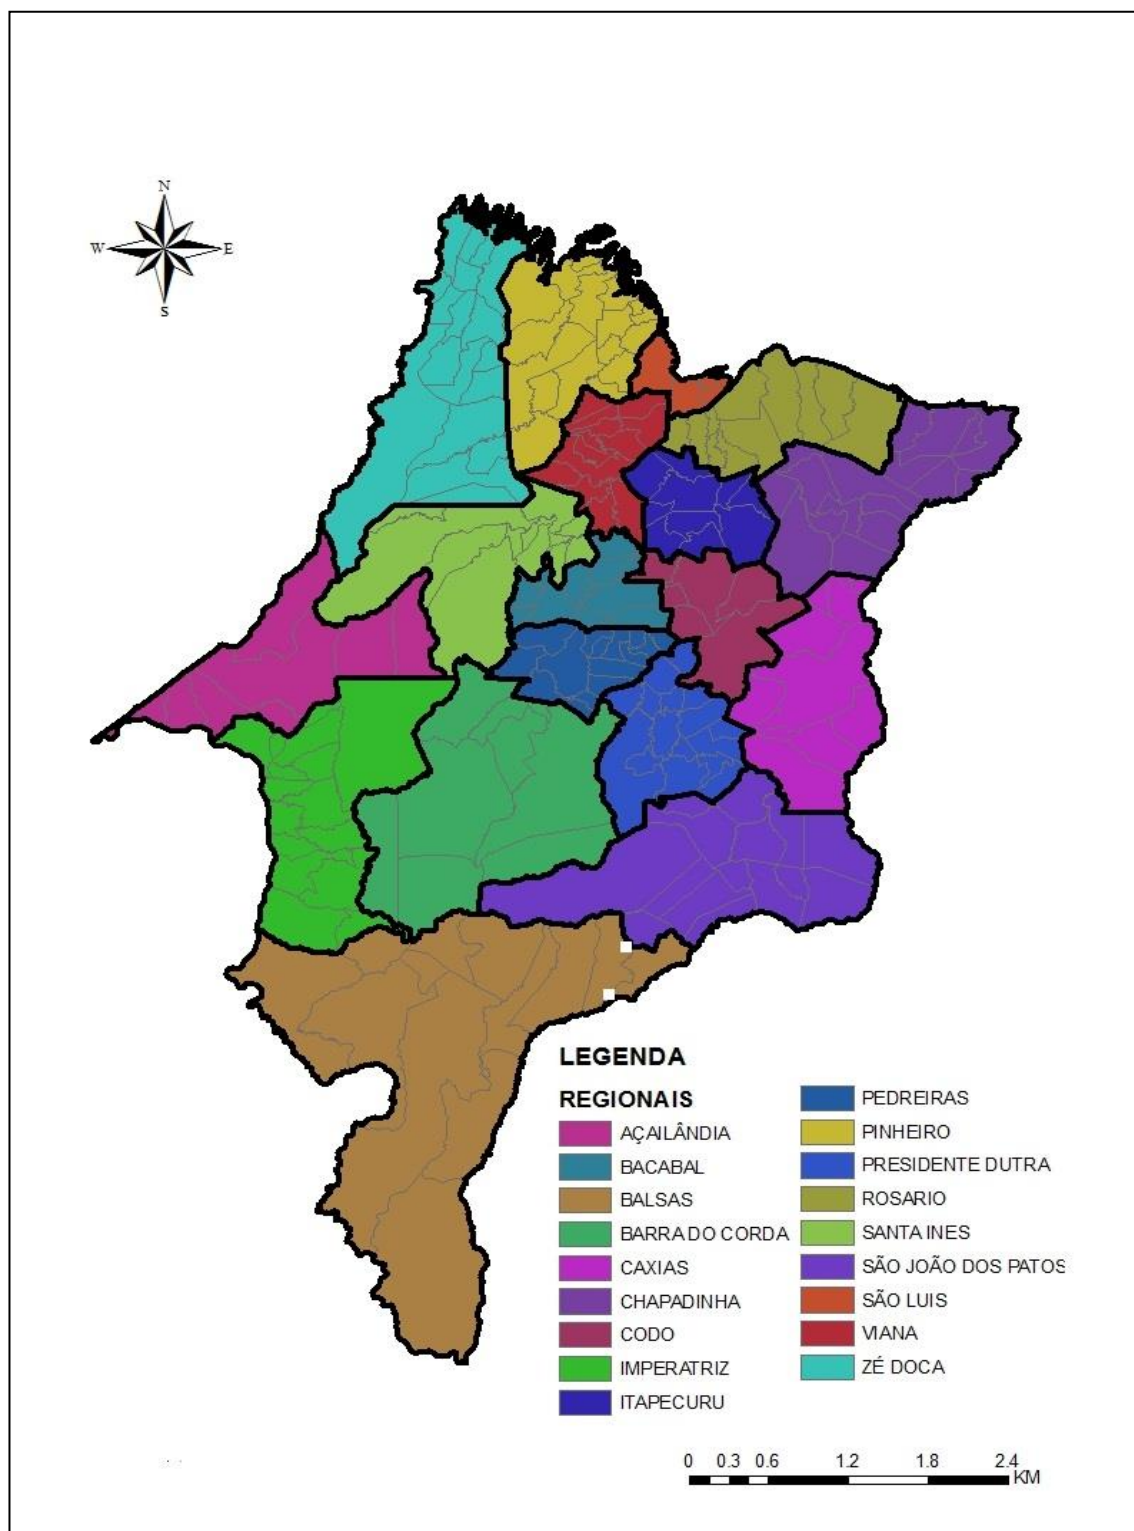 N
W E
S
LEGENDA
REGIONAIS
AÇAILÂNDIA
BACABAL
BALSAS
BARRA DO CORDA
CAXIAS
CHAPADINHA
CODO
IMPERATRIZ
ITAPECURU
PEDREIRAS
PINHEIRO
PRESIDENTE DUTRA
ROSARIO
SANTA INES
SÃO JOÃO DOS PATOS
SÃO LUIS
VIANA
ZÉ DOCA
0 0.3 0.6 1.2 1.8 2.4
KM